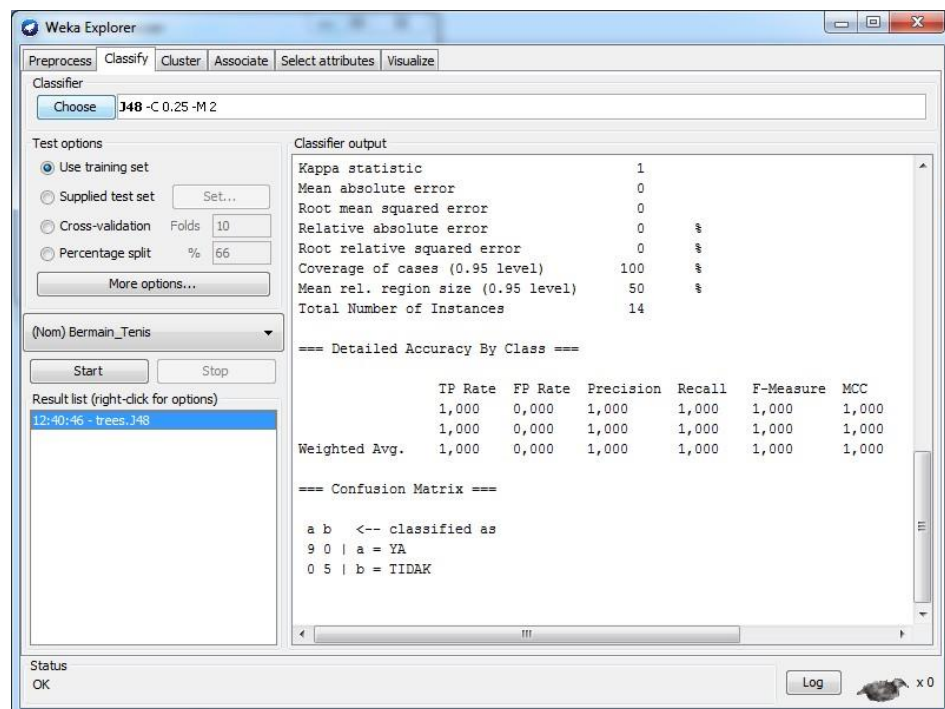 Weka Explorer
Preprocess Classify Cluster Associate Select attributes Visualize
Classifier
Choose J48 -C 0.25 -M 2
Test options
Use training set
Supplied test set Set...
Cross-validation Folds 10
Percentage split % 66
More options...
(Nom) Bermain_Tenis
Start Stop
Result list (right-click for options)
12:40:46 - trees.J48
Classifier output
Kappa statistic 1
Mean absolute error 0
Root mean squared error 0
Relative absolute error 0 %
Root relative squared error 0 %
Coverage of cases (0.95 level) 100 %
Mean rel. region size (0.95 level) 50 %
Total Number of Instances 14
=== Detailed Accuracy By Class ===
TP Rate FP Rate Precision Recall F-Measure MCC
1,000 0,000 1,000 1,000 1,000 1,000
1,000 0,000 1,000 1,000 1,000 1,000
Weighted Avg. 1,000 0,000 1,000 1,000 1,000 1,000
=== Confusion Matrix ===
a b <-- classified as
9 0 | a = YA
0 5 | b = TIDAK
Status
OK
Log x 0